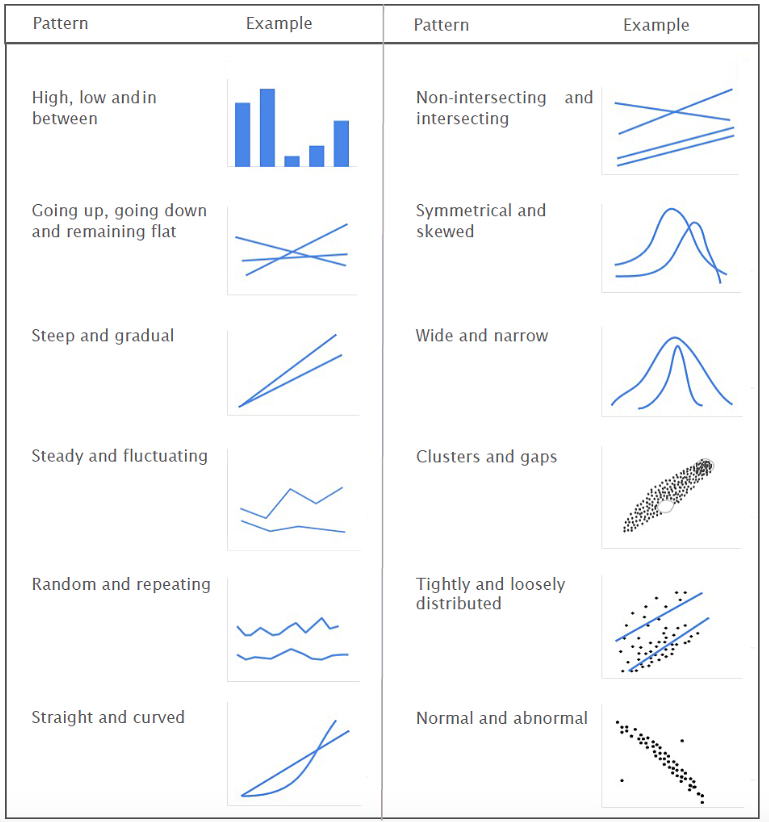 Pattern
Example
Pattern
Example
High, low and in
between
Non-intersecting and
intersecting
Going up, going down
and remaining flat
Symmetrical and
skewed
Steep and gradual
Wide and narrow
Steady and fluctuating
Clusters and gaps
Random and repeating
Tightly and loosely
distributed
Straight and curved
Normal and abnormal